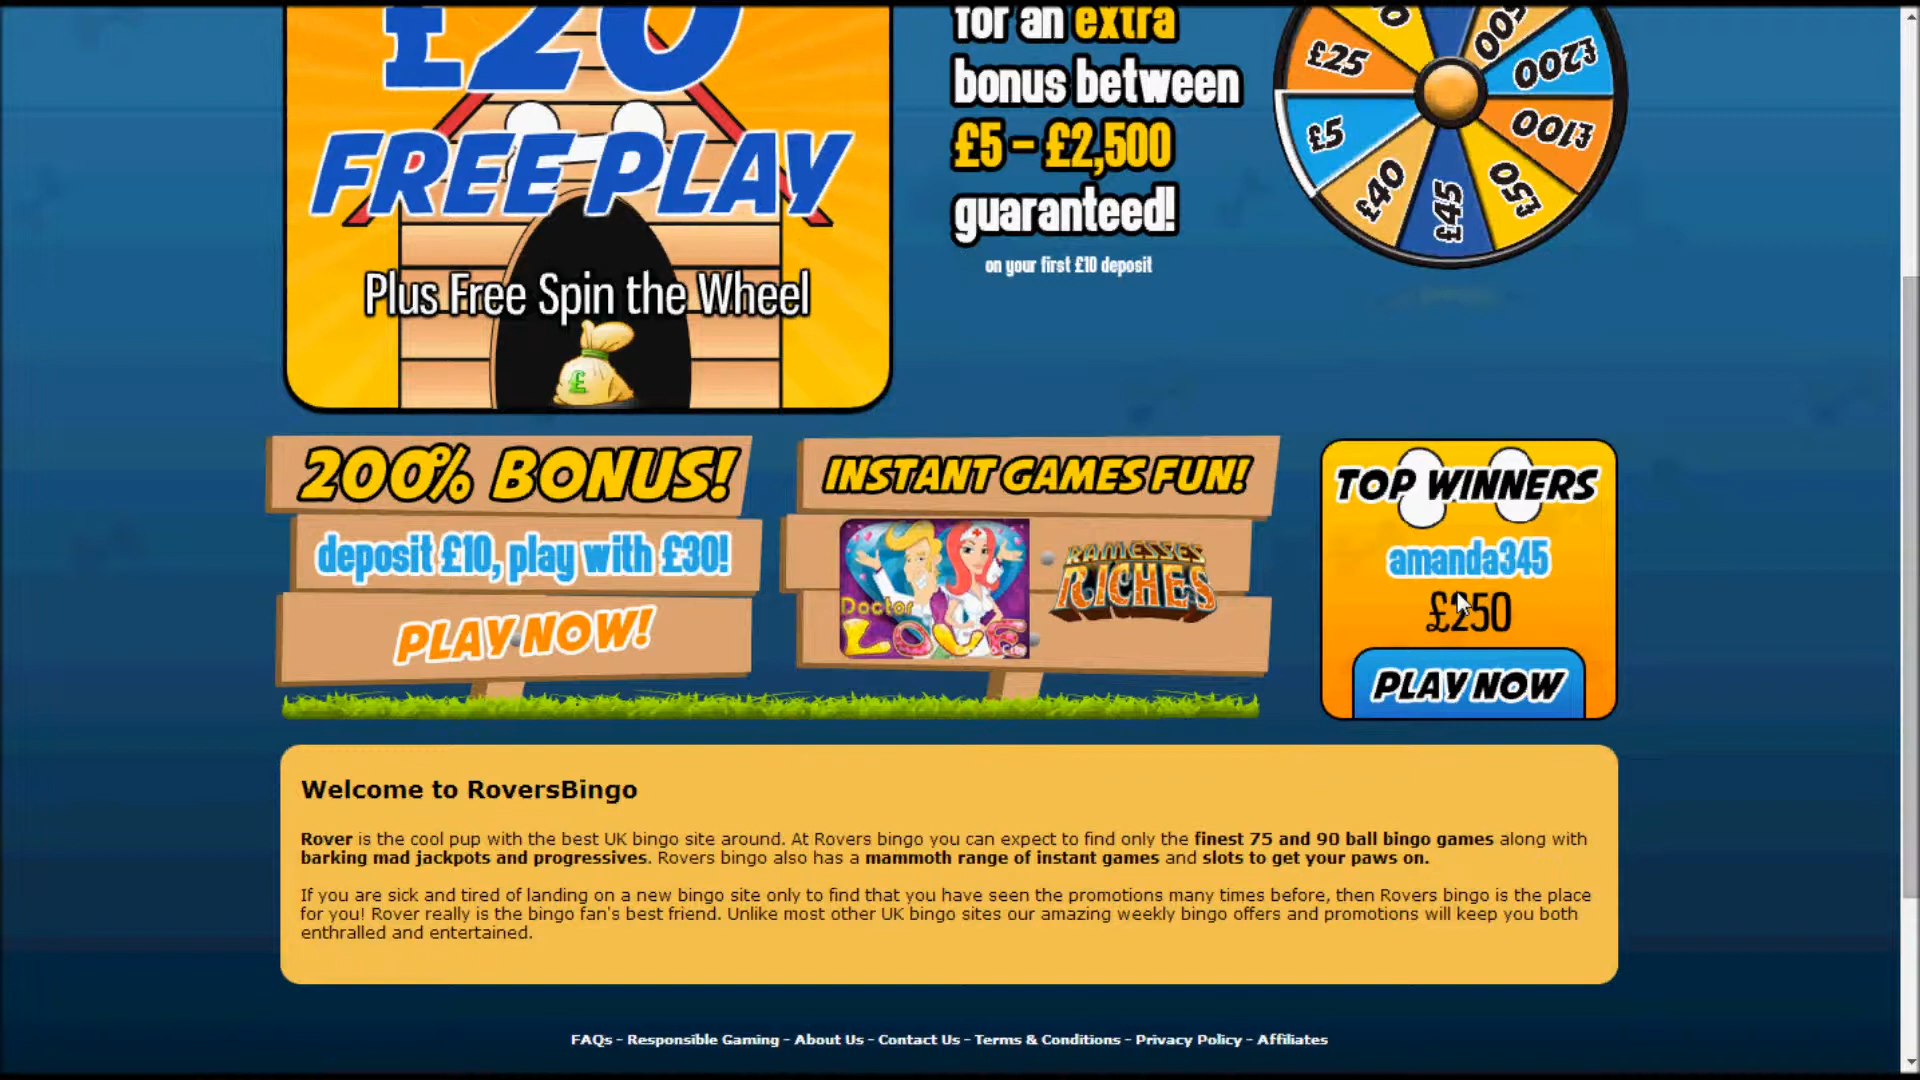 £20
FREE PLAY
Plus Free Spin the Wheel
for an extra
bonus between
£5 – £2,500
guaranteed!
on your first £10 deposit
£25
£5
£40
£45
£50
£100
£200
200% BONUS!
deposit £10, play with £30!
PLAY NOW!
INSTANT GAMES FUN!
Doctor
LOVE
RAMESSES
RICHES
TOP WINNERS
amanda345
£250
PLAY NOW
Welcome to RoversBingo
Rover is the cool pup with the best UK bingo site around. At Rovers bingo you can expect to find only the finest 75 and 90 ball bingo games along with
barking mad jackpots and progressives. Rovers bingo also has a mammoth range of instant games and slots to get your paws on.
If you are sick and tired of landing on a new bingo site only to find that you have seen the promotions many times before, then Rovers bingo is the place
for you! Rover really is the bingo fan's best friend. Unlike most other UK bingo sites our amazing weekly bingo offers and promotions will keep you both
enthralled and entertained.
FAQs - Responsible Gaming - About Us - Contact Us - Terms & Conditions - Privacy Policy - Affiliates